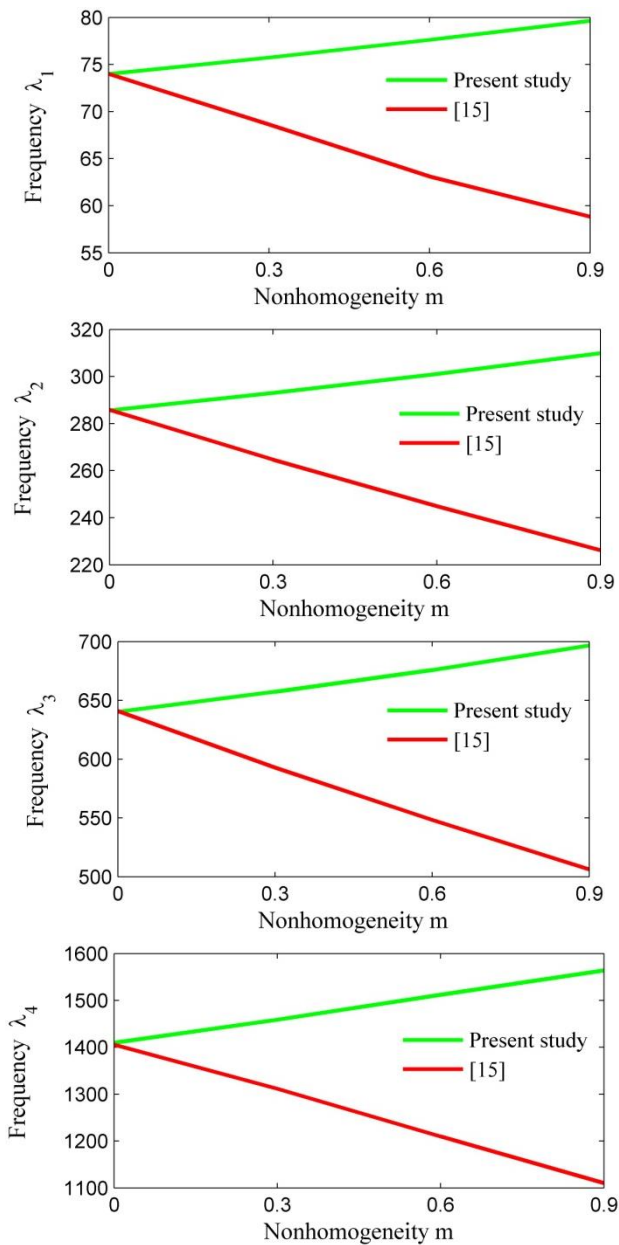 80
75
70
65
60
55
Frequency λ1
Present study
[15]
0 0.3 0.6 0.9
Nonhomogeneity m
320
300
280
260
240
220
Frequency λ2
Present study
[15]
0 0.3 0.6 0.9
Nonhomogeneity m
700
650
600
550
500
Frequency λ3
Present study
[15]
0 0.3 0.6 0.9
Nonhomogeneity m
1600
1500
1400
1300
1200
1100
Frequency λ4
Present study
[15]
0 0.3 0.6 0.9
Nonhomogeneity m